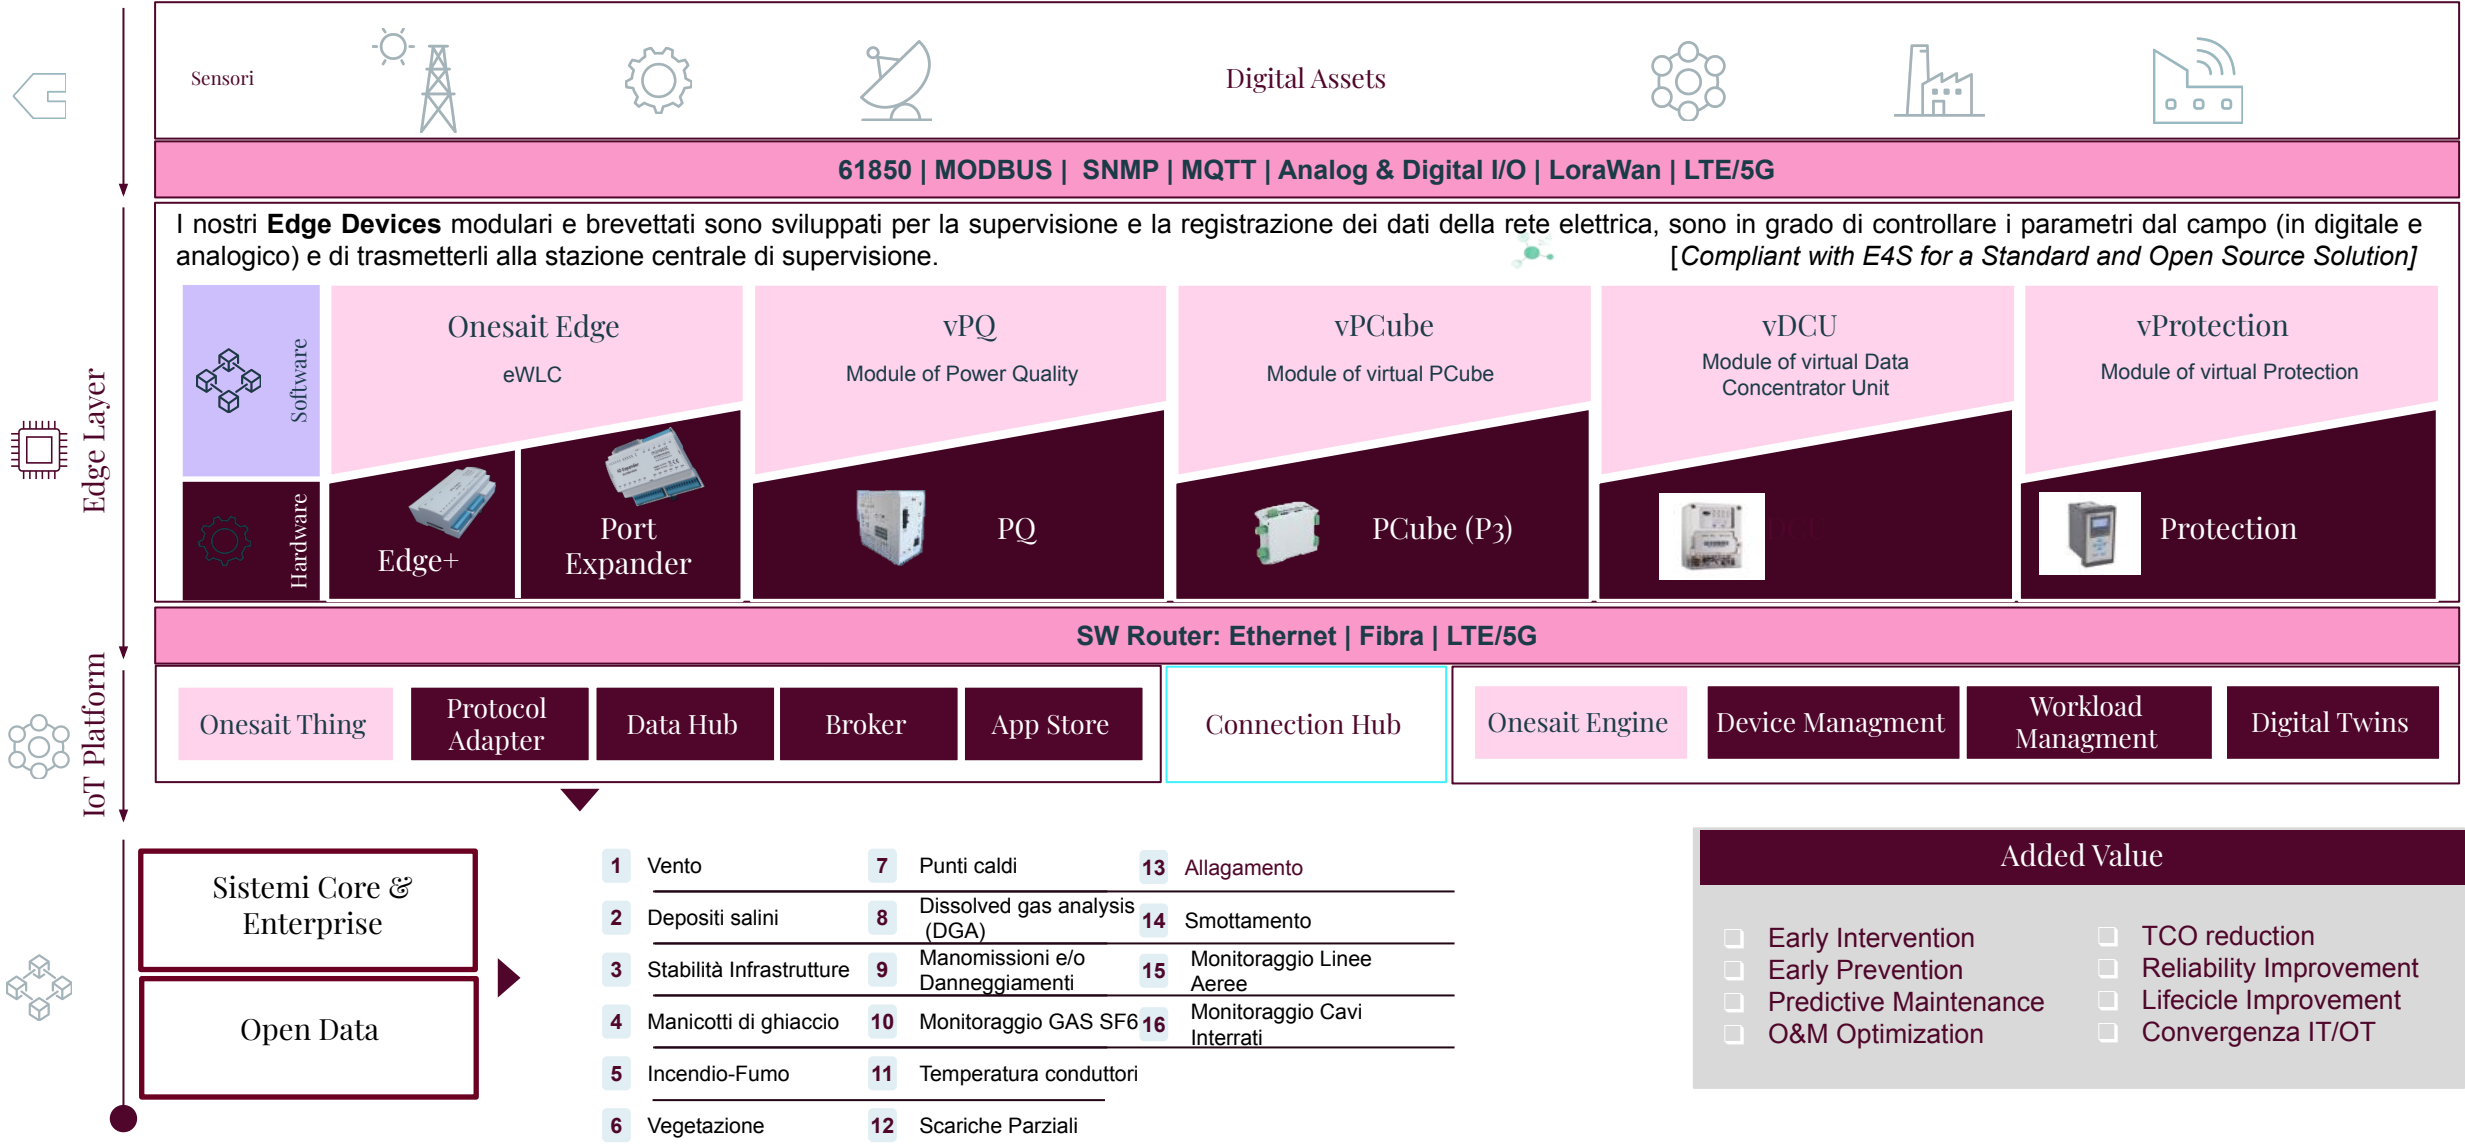 Sensori
Digital Assets
61850 | MODBUS | SNMP | MQTT | Analog & Digital I/O | LoraWan | LTE/5G
I nostri Edge Devices modulari e brevettati sono sviluppati per la supervisione e la registrazione dei dati della rete elettrica, sono in grado di controllare i parametri dal campo (in digitale e
analogico) e di trasmetterli alla stazione centrale di supervisione.
[Compliant with E4S for a Standard and Open Source Solution]
Edge Layer
Software
Onesait Edge
eWLC
vPQ
Module of Power Quality
vPCube
Module of virtual PCube
vDCU
Module of virtual Data
Concentrator Unit
vProtection
Module of virtual Protection
Hardware
Edge+
Port
Expander
PQ
PCube (P3)
DCU
Protection
SW Router: Ethernet | Fibra | LTE/5G
IoT Platform
Onesait Thing
Protocol
Adapter
Data Hub
Broker
App Store
Connection Hub
Onesait Engine
Device Managment
Workload
Managment
Digital Twins
Sistemi Core &
Enterprise
Open Data
1 Vento
2 Depositi salini
3 Stabilità Infrastrutture
4 Manicotti di ghiaccio
5 Incendio-Fumo
6 Vegetazione
7 Punti caldi
8 Dissolved gas analysis
(DGA)
9 Manomissioni e/o
Danneggiamenti
10 Monitoraggio GAS SF6
11 Temperatura conduttori
12 Scariche Parziali
13 Allagamento
14 Smottamento
15 Monitoraggio Linee
Aeree
16 Monitoraggio Cavi
Interrati
Added Value
Early Intervention
Early Prevention
Predictive Maintenance
O&M Optimization
TCO reduction
Reliability Improvement
Lifecicle Improvement
Convergenza IT/OT